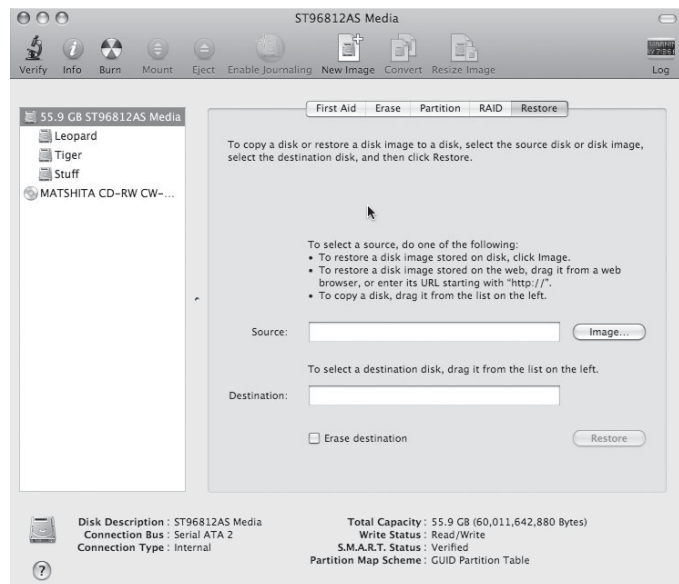 ST96812AS Media
Verify Info Burn Mount Eject Enable Journaling New Image Convert Resize Image Log
55.9 GB ST96812AS Media
Leopard
Tiger
Stuff
MATSHITA CD-RW CW-...
First Aid Erase Partition RAID Restore
To copy a disk or restore a disk image to a disk, select the source disk or disk image,
select the destination disk, and then click Restore.
To select a source, do one of the following:
• To restore a disk image stored on disk, click Image.
• To restore a disk image stored on the web, drag it from a web
browser, or enter its URL starting with "http://".
• To copy a disk, drag it from the list on the left.
Source: Image...
To select a destination disk, drag it from the list on the left.
Destination:
Erase destination Restore
Disk Description : ST96812AS Media
Connection Bus : Serial ATA 2
Connection Type : Internal
Total Capacity : 55.9 GB (60,011,642,880 Bytes)
Write Status : Read/Write
S.M.A.R.T. Status : Verified
Partition Map Scheme : GUID Partition Table
?